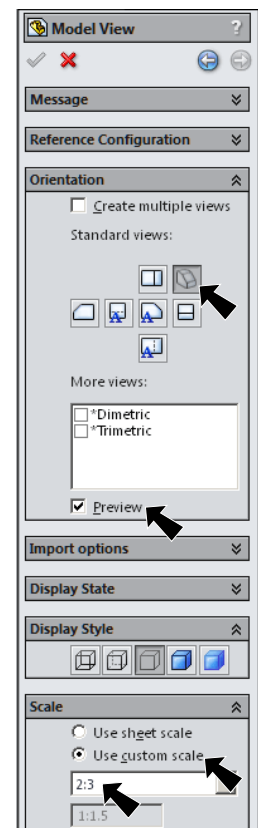 Model View ?
Message
Reference Configuration
Orientation
Create multiple views
Standard views:
A A
A
More views:
*Dimetric
*Trimetric
Preview
Import options
Display State
Display Style
Scale
Use sheet scale
Use custom scale
2:3
1:1.5